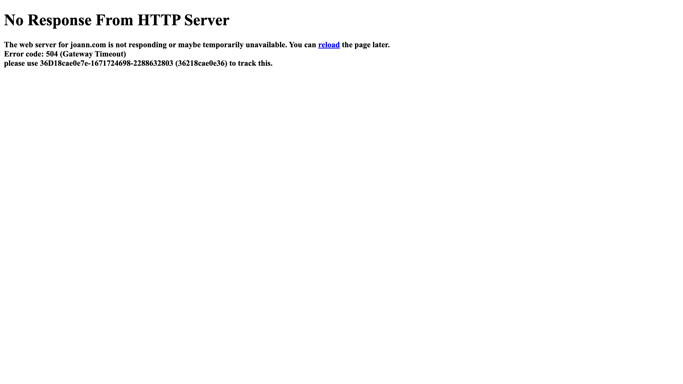 No Response From HTTP Server
The web server for joann.com is not responding or maybe temporarily unavailable. You can reload the page later.
Error code: 504 (Gateway Timeout)
please use 36D18cae0e7e-1671724698-2288632803 (36218cae0e36) to track this.